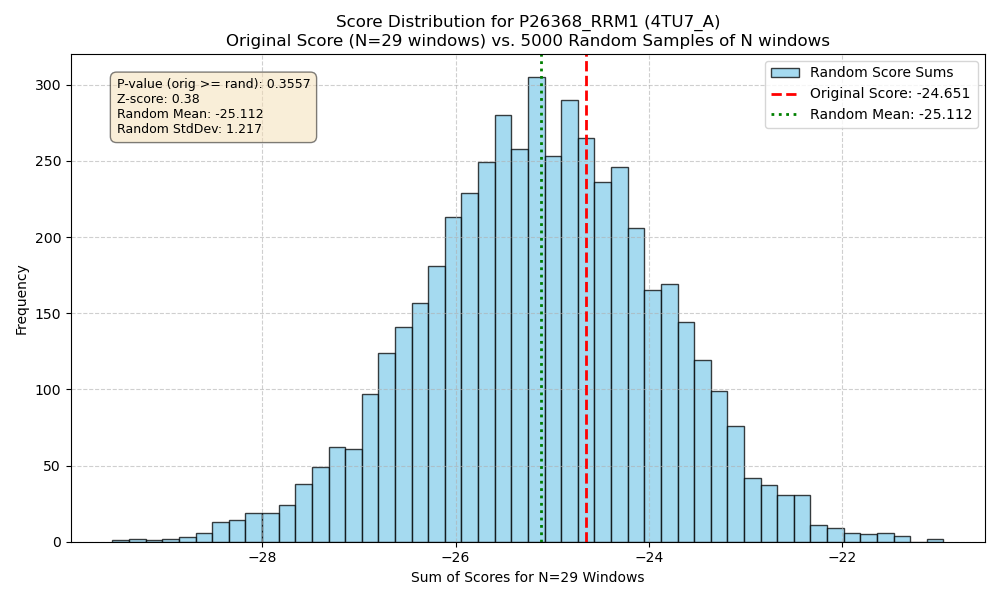 Score Distribution for P26368_RRM1 (4TU7_A)
Original Score (N=29 windows) vs. 5000 Random Samples of N windows
P-value (orig >= rand): 0.3557
Z-score: 0.38
Random Mean: -25.112
Random StdDev: 1.217
Random Score Sums
Original Score: -24.651
Random Mean: -25.112
Frequency
300
250
200
150
100
50
0
−28
−26
−24
−22
Sum of Scores for N=29 Windows